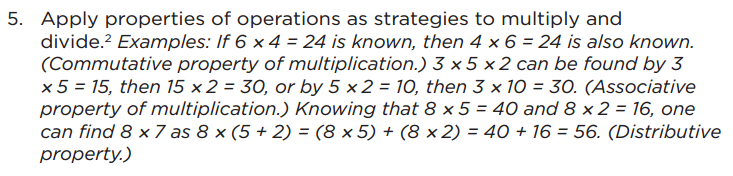 5. Apply properties of operations as strategies to multiply and
divide.² Examples: If 6 × 4 = 24 is known, then 4 × 6 = 24 is also known.
(Commutative property of multiplication.) 3 × 5 × 2 can be found by 3
× 5 = 15, then 15 × 2 = 30, or by 5 × 2 = 10, then 3 × 10 = 30. (Associative
property of multiplication.) Knowing that 8 × 5 = 40 and 8 × 2 = 16, one
can find 8 × 7 as 8 × (5 + 2) = (8 × 5) + (8 × 2) = 40 + 16 = 56. (Distributive
property.)